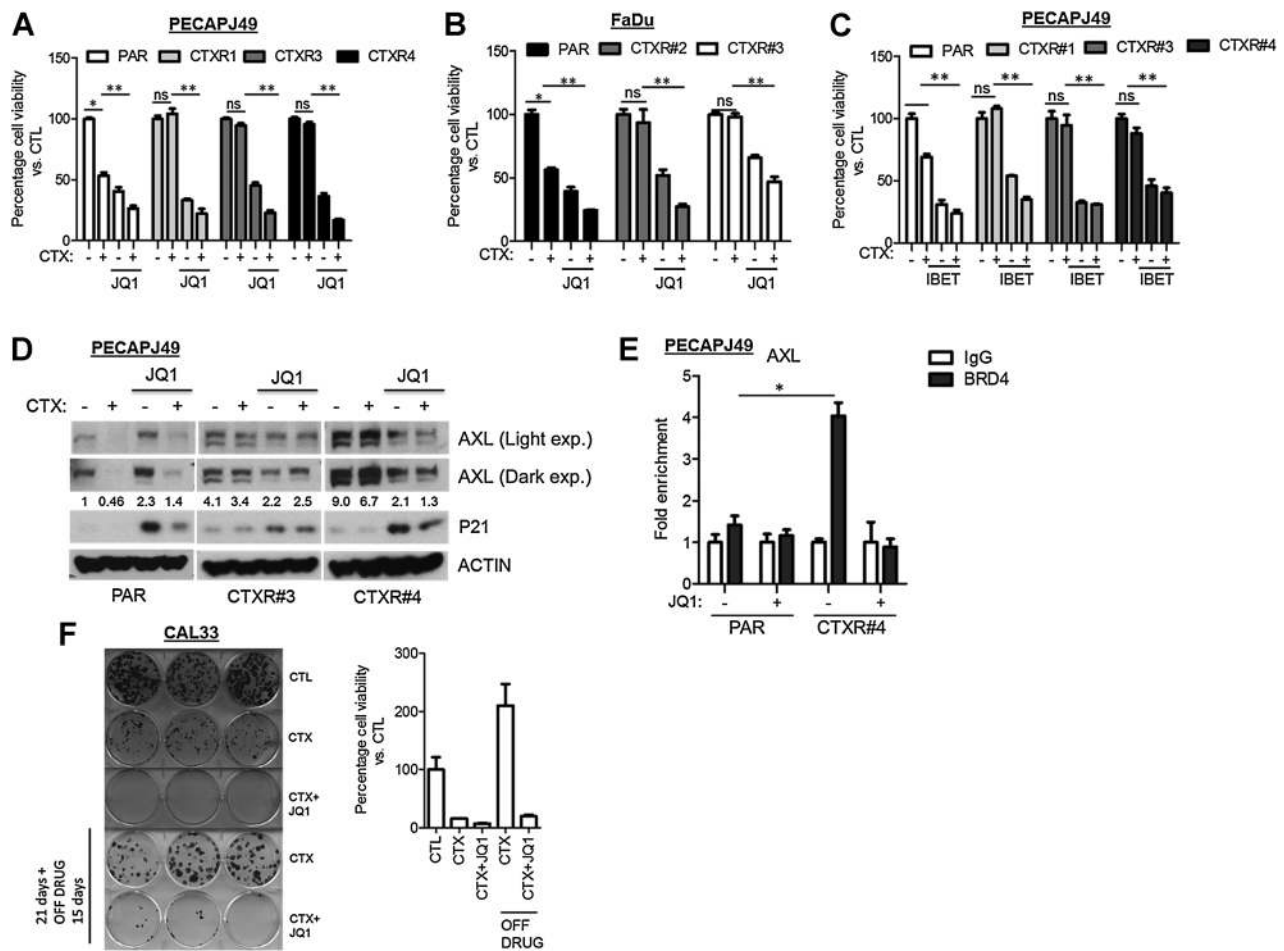 A
PECAPJ49
PAR CTXR1 CTXR3 CTXR4
Percentage cell viability
vs. CTL
150
100
50
0
* ** ns ** ns ** ns **
CTX: - + - + - + - + - + - + - + - +
JQ1 JQ1 JQ1 JQ1
B
FaDu
PAR CTXR#2 CTXR#3
Percentage cell viability
vs. CTL
150
100
50
0
* ** ns ** ns **
CTX: - + - + - + - + - + - +
JQ1 JQ1 JQ1
C
PECAPJ49
PAR CTXR#1 CTXR#3 CTXR#4
Percentage cell viability
vs. CTL
150
100
50
0
** ns ** ns ** ns **
CTX: - + - + - + - + - + - + - + - +
IBET IBET IBET IBET
D
PECAPJ49
JQ1 JQ1 JQ1
CTX: - + - + - + - + - + - +
AXL (Light exp.)
AXL (Dark exp.)
1 0.46 2.3 1.4 4.1 3.4 2.2 2.5 9.0 6.7 2.1 1.3
P21
ACTIN
PAR CTXR#3 CTXR#4
E
PECAPJ49
AXL
IgG
BRD4
Fold enrichment
5
4
3
2
1
0
*
JQ1: - + - +
PAR CTXR#4
F
CAL33
CTL
CTX
CTX+
JQ1
CTX
CTX+
JQ1
21 days +
OFF DRUG
15 days
Percentage cell viability
vs. CTL
300
200
100
0
CTL
CTX
CTX+JQ1
CTX
CTX+JQ1
OFF
DRUG